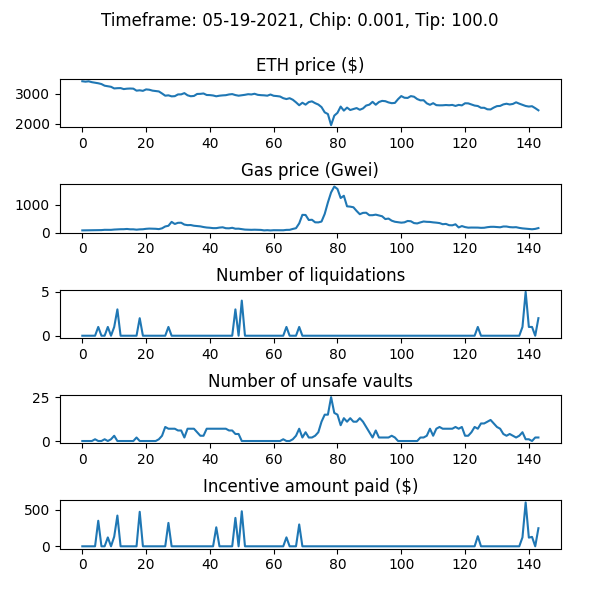 Timeframe: 05-19-2021, Chip: 0.001, Tip: 100.0
ETH price ($)
3000
2000
0 20 40 60 80 100 120 140
Gas price (Gwei)
1000
0
0 20 40 60 80 100 120 140
Number of liquidations
5
0
0 20 40 60 80 100 120 140
Number of unsafe vaults
25
0
0 20 40 60 80 100 120 140
Incentive amount paid ($)
500
0
0 20 40 60 80 100 120 140